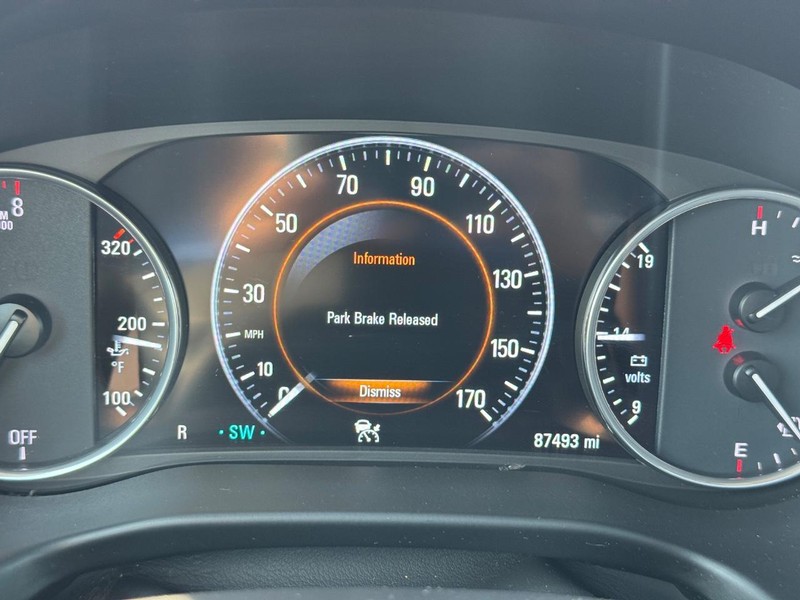 8
320
200
°F
100
OFF
70
90
50
110
30
130
MPH
150
10
0
170
Information
Park Brake Released
Dismiss
R
SW
87493 mi
19
14
volts
9
H
E